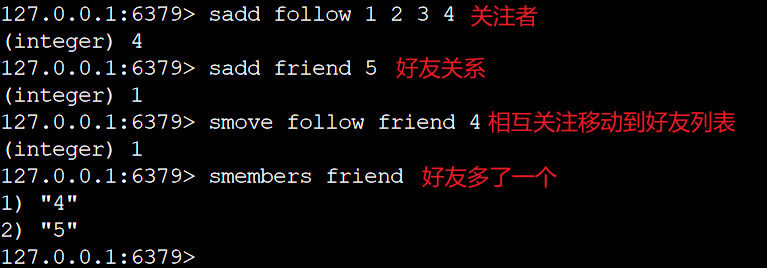 127.0.0.1:6379> sadd follow 1 2 3 4 关注者
(integer) 4
127.0.0.1:6379> sadd friend 5 好友关系
(integer) 1
127.0.0.1:6379> smove follow friend 4 相互关注移动到好友列表
(integer) 1
127.0.0.1:6379> smembers friend 好友多了一个
1) "4"
2) "5"
127.0.0.1:6379>